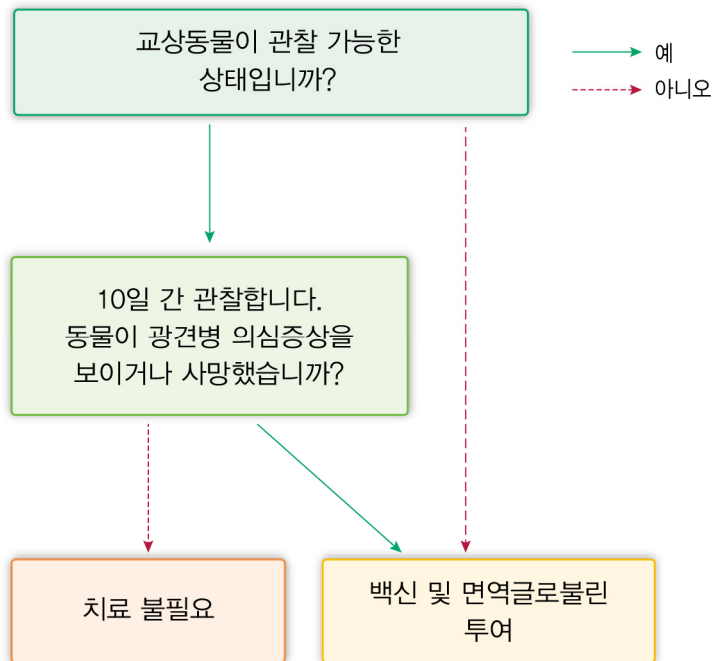 교상동물이 관찰 가능한
상태입니까?
예
아니오
10일 간 관찰합니다.
동물이 광견병 의심증상을
보이거나 사망했습니까?
치료 불필요
백신 및 면역글로불린
투여